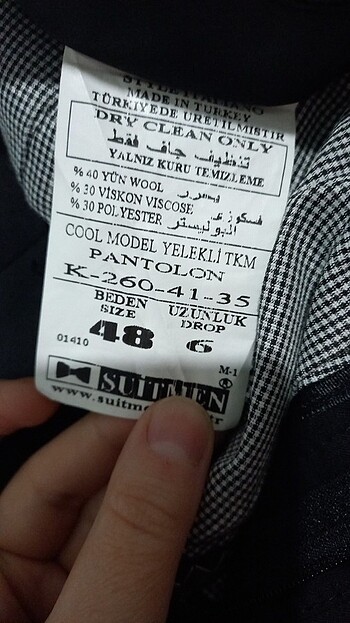 MADE IN TURKEY
TÜRKİYEDE ÜRETİLMİŞTİR
DRY CLEAN ONLY
تنظيف جاف فقط
YALNIZ KURU TEMİZLEME
% 40 YÜN WOOL
% 30 VİSKON VISCOSE
% 30 POLYESTER البوليستر
COOL MODEL YELEKLİ TKM
PANTOLON
K-260-41-35
BEDEN UZUNLUK
SIZE DROP
48 6
01410
M-1
SUITMEN ®